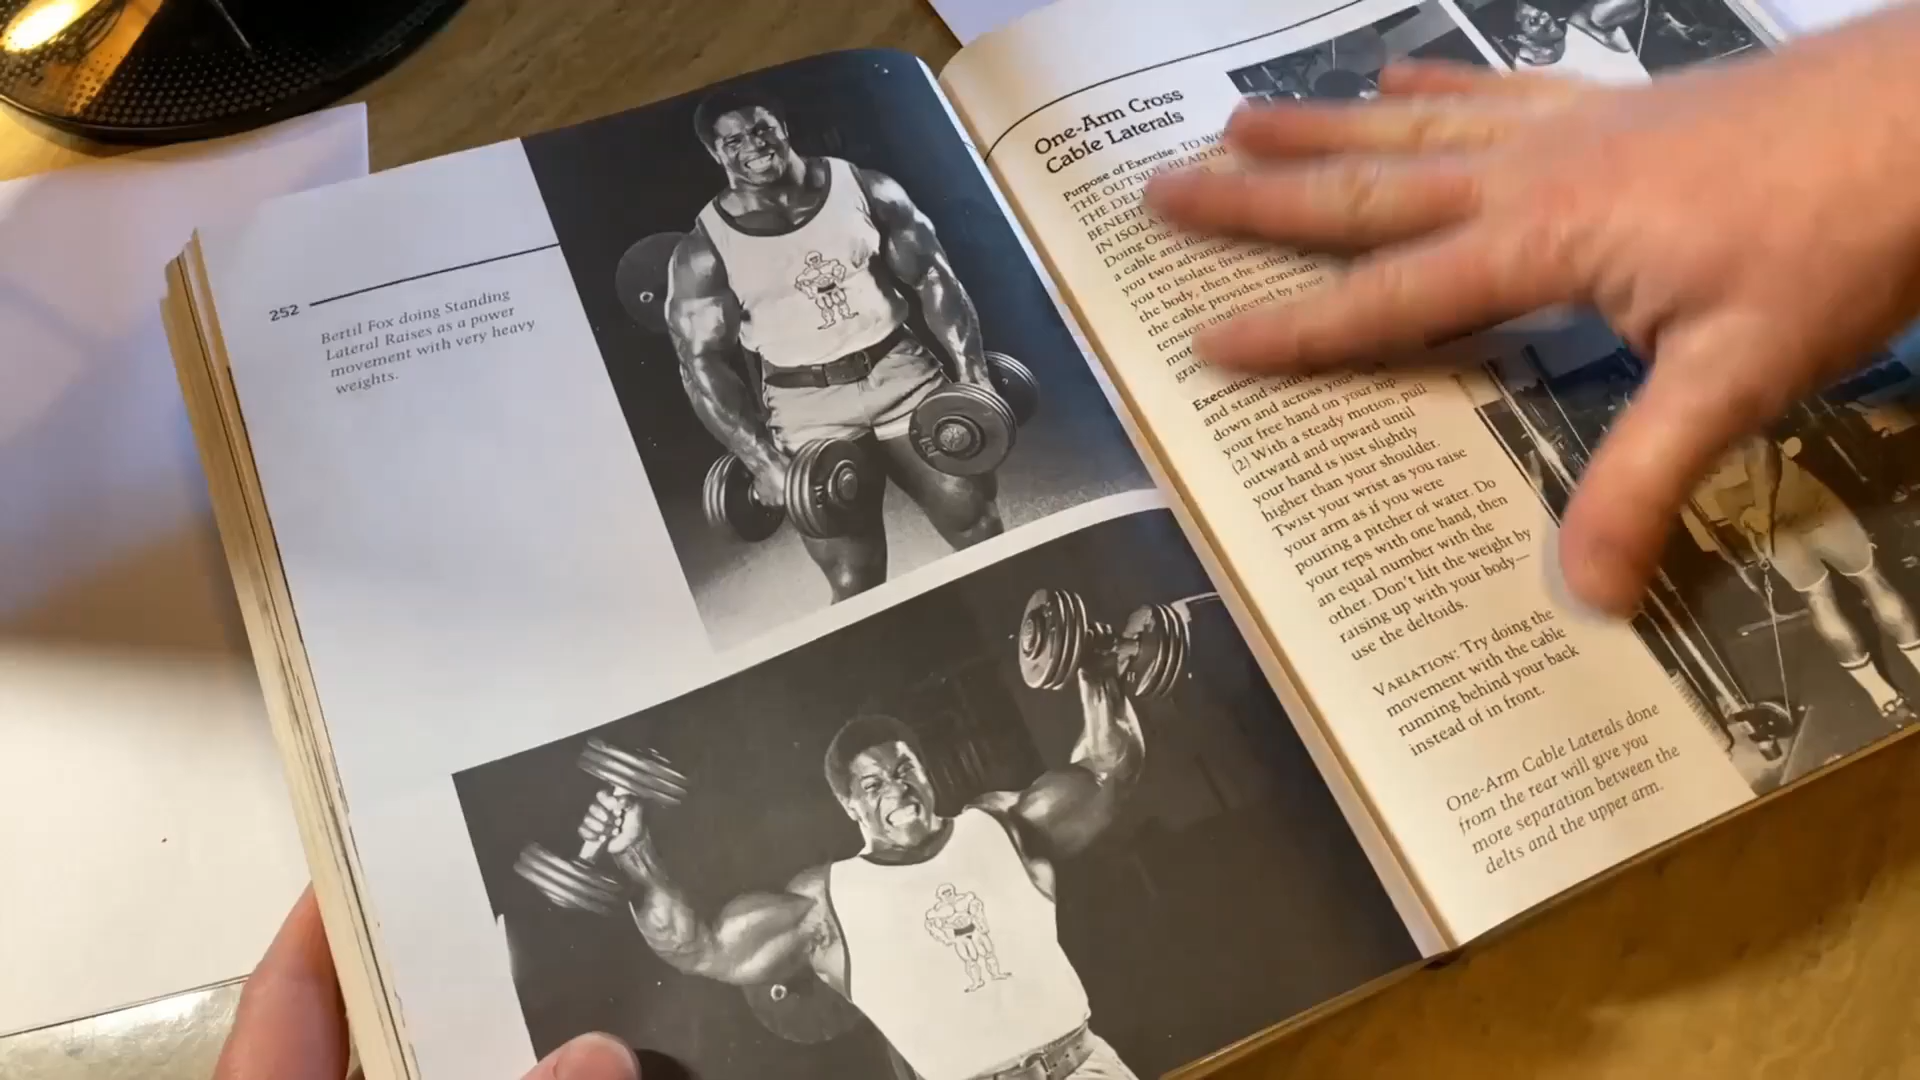 252
Bertil Fox doing Standing
Lateral Raises as a power
movement with very heavy
weights.
One-Arm Cross
Cable Laterals
Purpose of Exercise: TO
THE OUTSIDE HEAD OF
THE
BENEFIT
IN
Doing One
a cable and
you two
you to isolate first
the body, then the other,
the cable provides constant
tension unaffected by your
Execution:
and stand with
down and across your
your free hand on your hip.
(2) With a steady motion, pull
outward and upward until
your hand is just slightly
higher than your shoulder.
Twist your wrist as you raise
your arm as if you were
pouring a pitcher of water. Do
your reps with one hand, then
an equal number with the
other. Don't lift the weight by
raising up with your body—
use the deltoids.
VARIATION: Try doing the
movement with the cable
running behind your back
instead of in front.
One-Arm Cable Laterals done
from the rear will give you
more separation between the
delts and the upper arm.